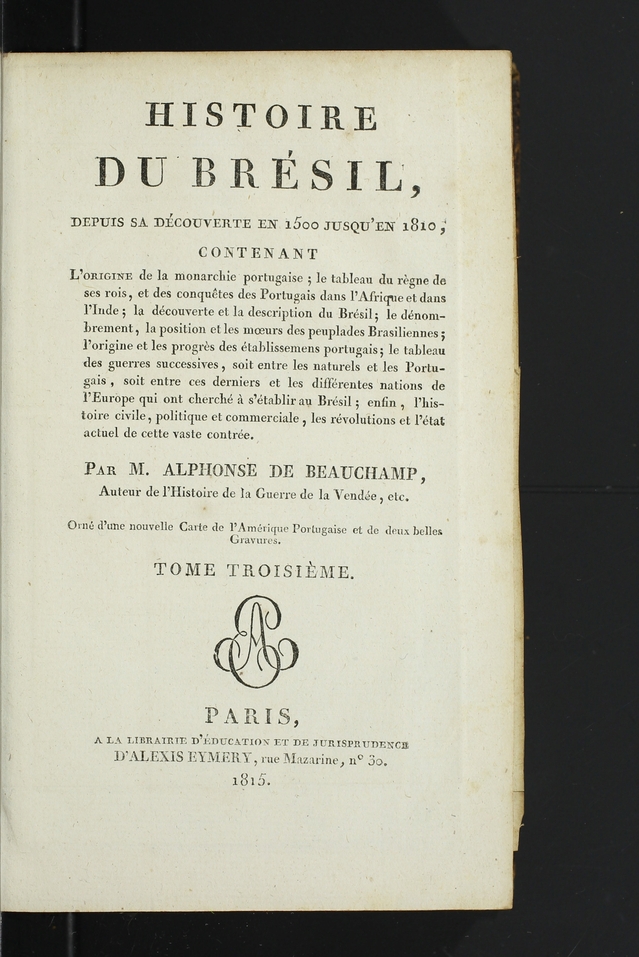 HISTOIRE
DU BRÉSIL,
DEPUIS SA DÉCOUVERTE EN 1500 JUSQU'EN 1810,
CONTENANT
L'ORIGINE de la monarchie portugaise ; le tableau du règne de
ses rois, et des conquêtes des Portugais dans l'Afrique et dans
l'Inde ; la découverte et la description du Brésil ; le dénom-
brement, la position et les mœurs des peuplades Brasiliennes ;
l'origine et les progrès des établissemens portugais ; le tableau
des guerres successives, soit entre les naturels et les Portu-
gais, soit entre ces derniers et les différentes nations de
l'Europe qui ont cherché à s'établir au Brésil ; enfin, l'his-
toire civile, politique et commerciale, les révolutions et l'état
actuel de cette vaste contrée.
PAR M. ALPHONSE DE BEAUCHAMP,
Auteur de l'Histoire de la Guerre de la Vendée, etc.
Orné d'une nouvelle Carte de l'Amérique Portugaise et de deux belles
Gravures.
TOME TROISIÈME.
AE
PARIS,
A LA LIBRAIRIE D'ÉDUCATION ET DE JURISPRUDENCE
D'ALEXIS EYMERY, rue Mazarine, n° 30.
1815.